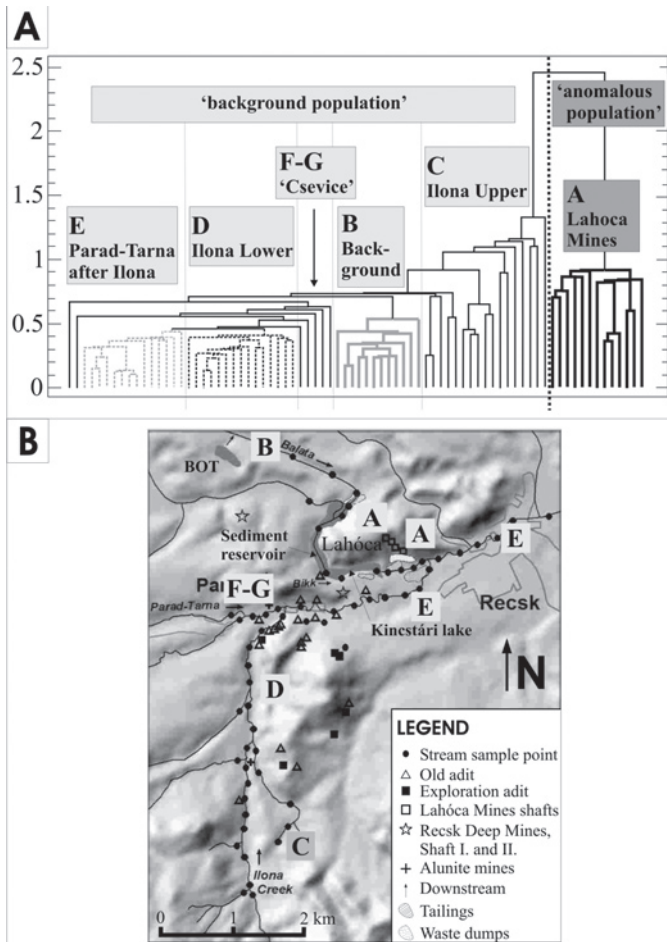 A
2.5
2
1.5
1
0.5
0
'background population'
'anomalous
population'
F-G
'Csevice'
C
Ilona Upper
E
Parad-Tarna
after Ilona
D
Ilona Lower
B
Back-
ground
A
Lahoca
Mines
B
B
Balata
BOT
Sediment
reservoir
A
A
Lahóca
E
Bikk
F-G
Parad-Tarna
E
Recsk
Kincstári lake
N
D
C
Ilona
Creek
0 1 2 km
LEGEND
Stream sample point
Old adit
Exploration adit
Lahóca Mines shafts
Recsk Deep Mines,
Shaft I. and II.
Alunite mines
Downstream
Tailings
Waste dumps